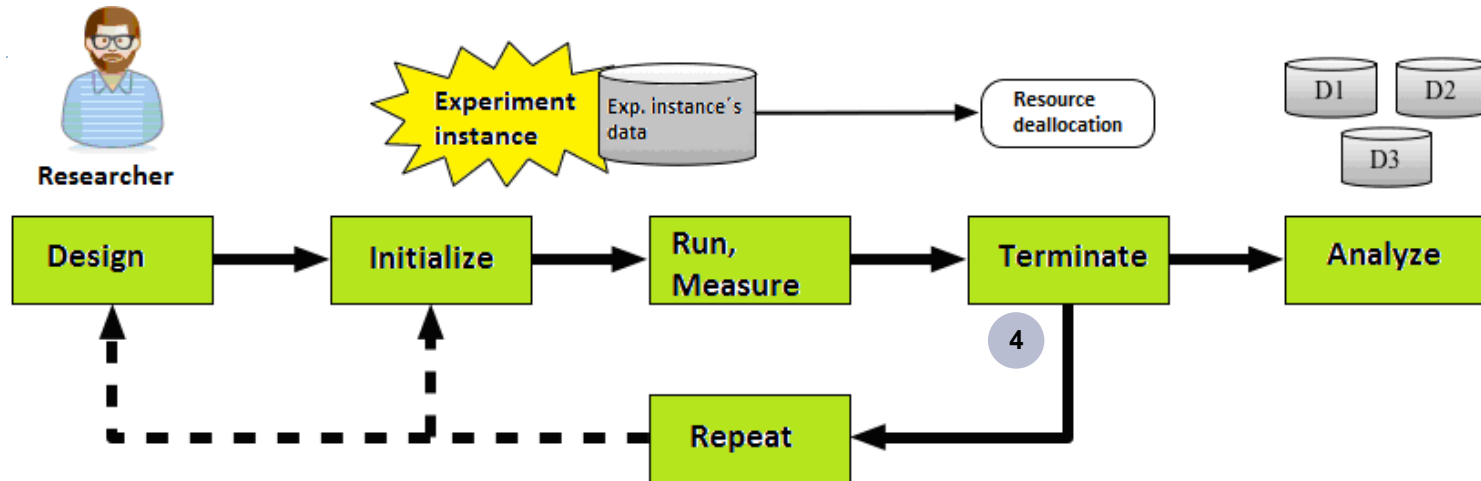 Researcher
Experiment
instance
Exp. instance´s
data
Resource
deallocation
D1
D2
D3
Design
Initialize
Run,
Measure
Terminate
Analyze
4
Repeat